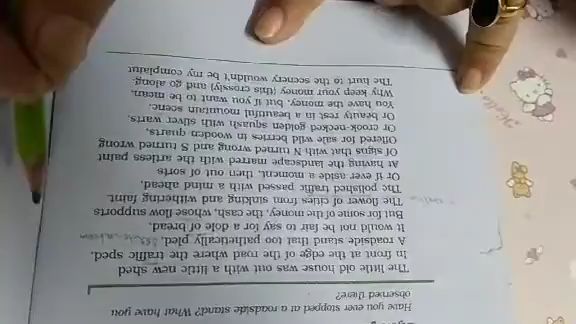 Have you ever stopped at a roadside stand? What have you
observed there?
The little old house was out with a little new shed
In front at the edge of the road where the traffic sped,
A roadside stand that too pathetically pled,
It would not be fair to say for a dole of bread,
But for some of the money, the cash, whose flow supports
The flower of cities from sinking and withering faint.
The polished traffic passed with a mind ahead,
Or if ever aside a moment, then out of sorts
At having the landscape marred with the artless paint
Of signs that with N turned wrong and S turned wrong
Offered for sale wild berries in wooden quarts,
Or crook-necked golden squash with silver warts,
Or beauty rest in a beautiful mountain scene,
You have the money, but if you want to be mean,
Why keep your money (this crossly) and go along.
The hurt to the scenery wouldn't be my complaint